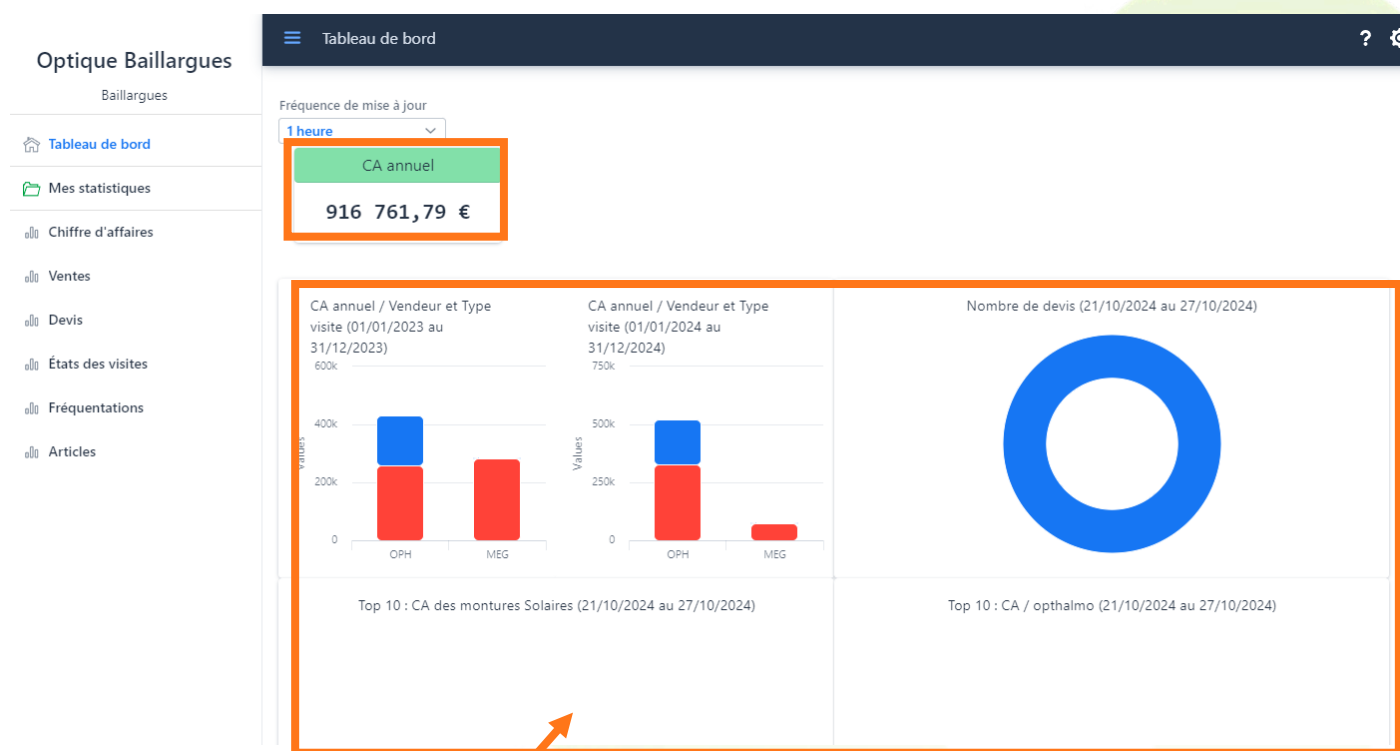 Optique Baillargues
Baillargues
Tableau de bord
Mes statistiques
Chiffre d'affaires
Ventes
Devis
États des visites
Fréquentations
Articles
Tableau de bord
?
Fréquence de mise à jour
1 heure
CA annuel
916 761,79 €
CA annuel / Vendeur et Type
visite (01/01/2023 au
31/12/2023)
600k
400k
200k
0
Values
OPH
MEG
CA annuel / Vendeur et Type
visite (01/01/2024 au
31/12/2024)
750k
500k
250k
0
Values
OPH
MEG
Nombre de devis (21/10/2024 au 27/10/2024)
Top 10 : CA des montures Solaires (21/10/2024 au 27/10/2024)
Top 10 : CA / opthalmo (21/10/2024 au 27/10/2024)